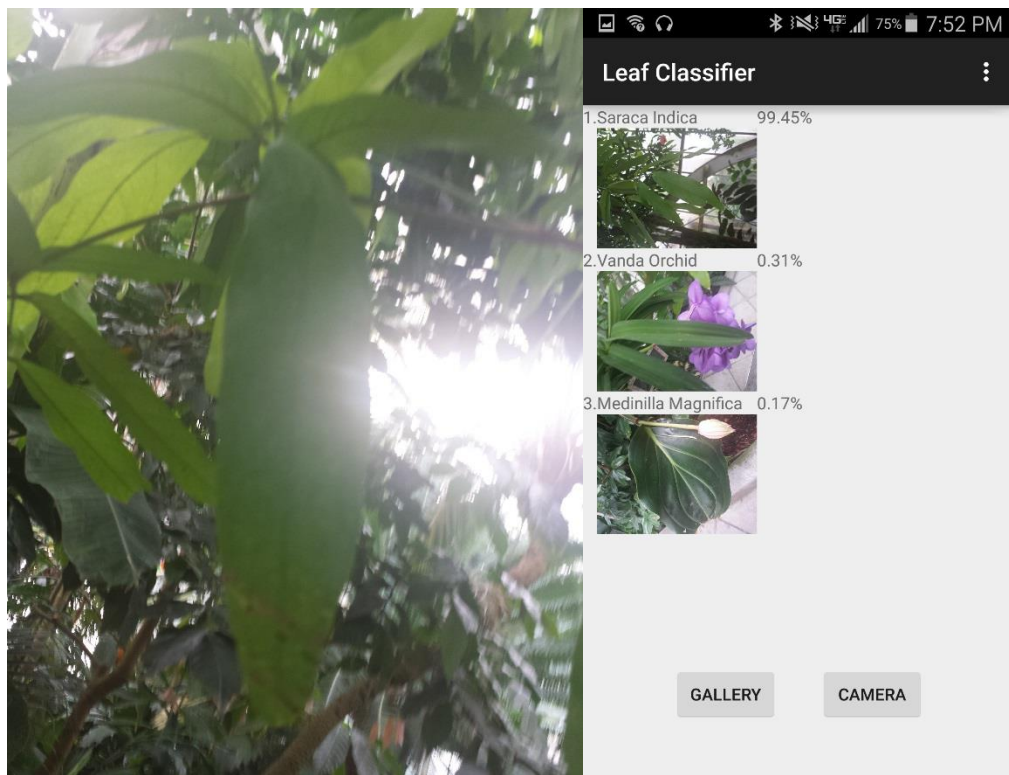 4G 75% 7:52 PM
Leaf Classifier
1.Saraca Indica 99.45%
2.Vanda Orchid 0.31%
3.Medinilla Magnifica 0.17%
GALLERY CAMERA